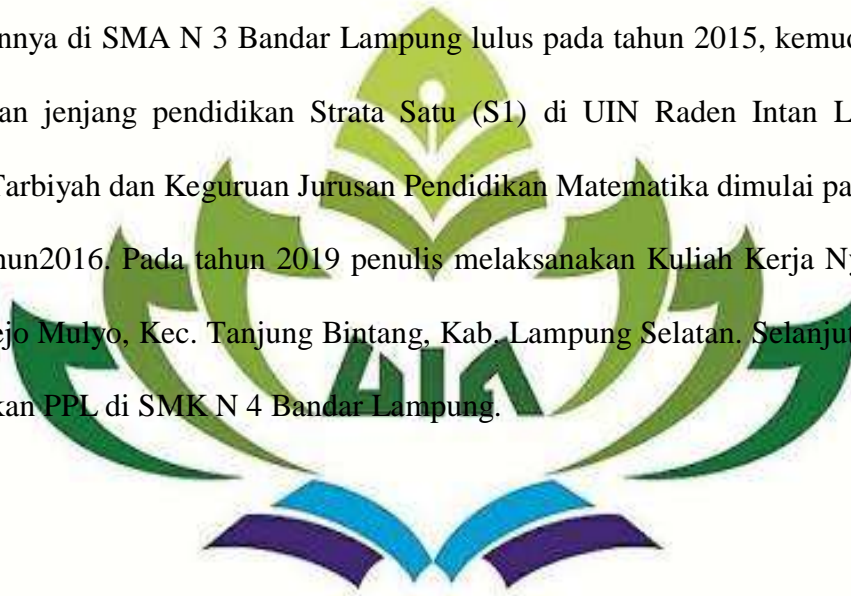 nnya di SMA N 3 Bandar Lampung lulus pada tahun 2015, kemud
an jenjang pendidikan Strata Satu (S1) di UIN Raden Intan L
Tarbiyah dan Keguruan Jurusan Pendidikan Matematika dimulai pa
hun2016. Pada tahun 2019 penulis melaksanakan Kuliah Kerja Ny
ejo Mulyo, Kec. Tanjung Bintang, Kab. Lampung Selatan. Selanjut
kan PPL di SMK N 4 Bandar Lampung.